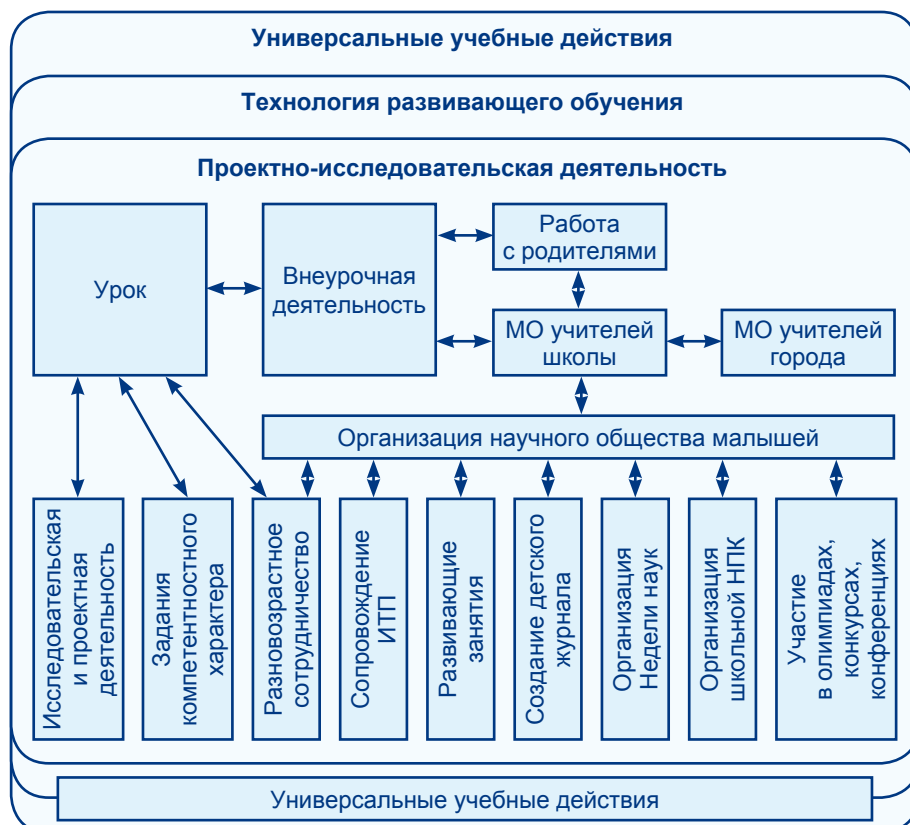 Универсальные учебные действия
Технология развивающего обучения
Проектно-исследовательская деятельность
Урок
Внеурочная
деятельность
Работа
с родителями
МО учителей
школы
МО учителей
города
Организация научного общества малышей
Исследовательская
и проектная
деятельность
Задания
компетентностного
характера
Разновозрастное
сотрудничество
Сопровождение
ИТП
Развивающие
занятия
Создание детского
журнала
Организация
Недели наук
Организация
школьной НПК
Участие
в олимпиадах,
конкурсах,
конференциях
Универсальные учебные действия